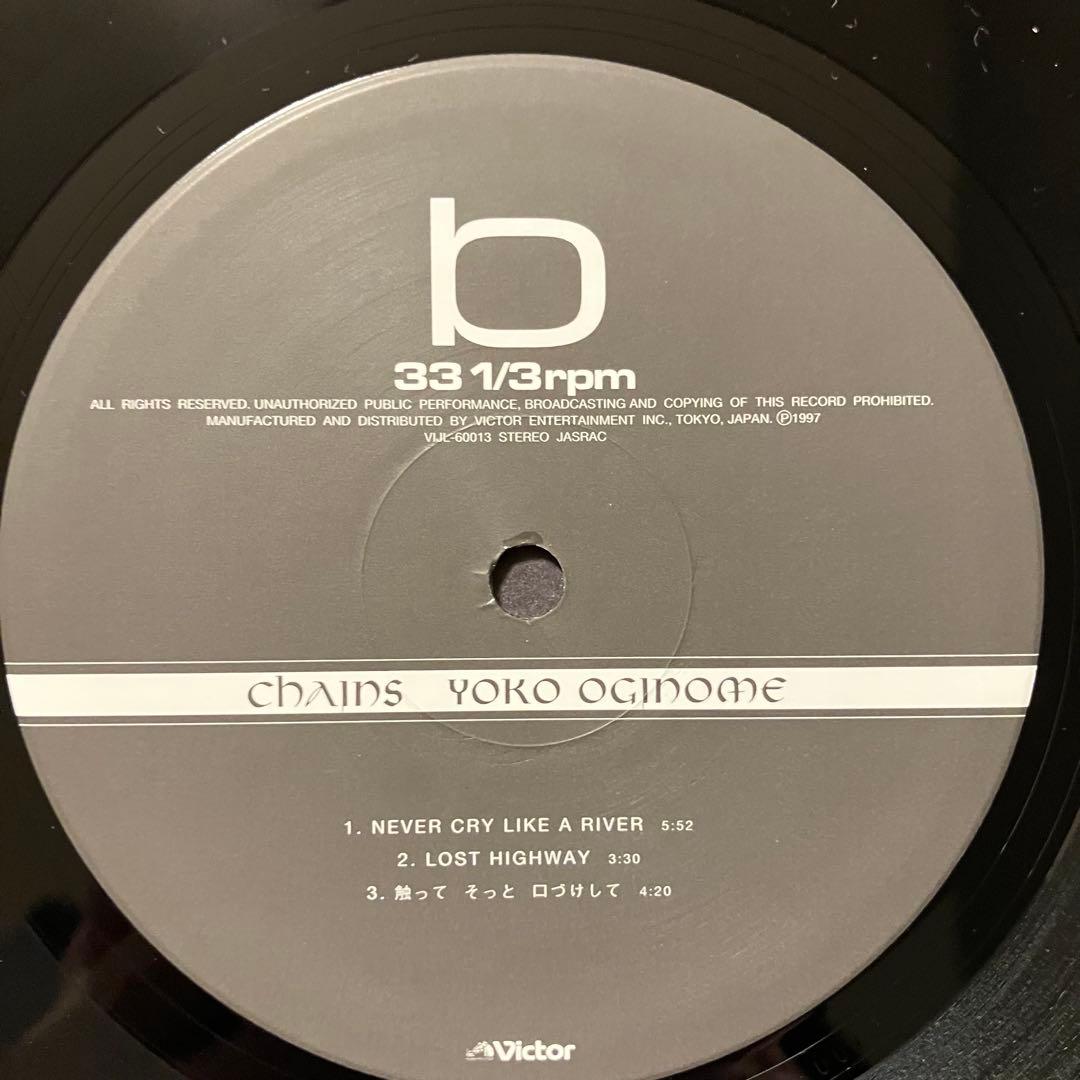 b
33 1/3rpm
ALL RIGHTS RESERVED. UNAUTHORIZED PUBLIC PERFORMANCE, BROADCASTING AND COPYING OF THIS RECORD PROHIBITED.
MANUFACTURED AND DISTRIBUTED BY VICTOR ENTERTAINMENT INC., TOKYO, JAPAN. Ⓟ1997
VIJL-60013 STEREO JASRAC
chains YOKO OGINOME
1. NEVER CRY LIKE A RIVER 5:52
2. LOST HIGHWAY 3:30
3. 触って そっと 口づけして 4:20
Victor